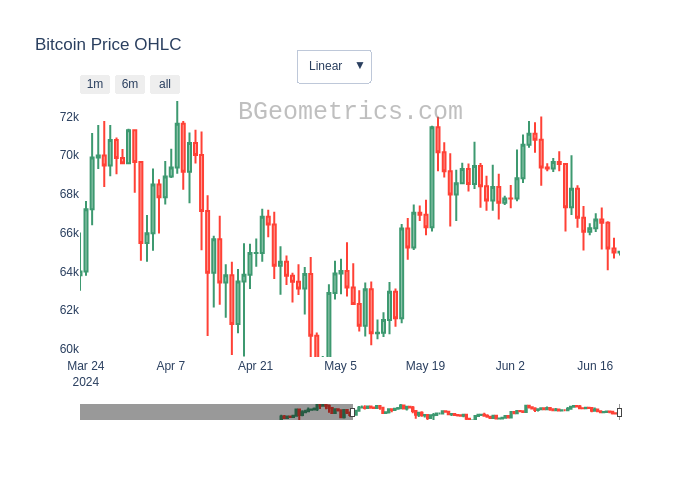 Bitcoin Price OHLC
Linear ▼
1m 6m all
BGeometrics.com
72k
70k
68k
66k
64k
62k
60k
Mar 24 Apr 7 Apr 21 May 5 May 19 Jun 2 Jun 16
2024